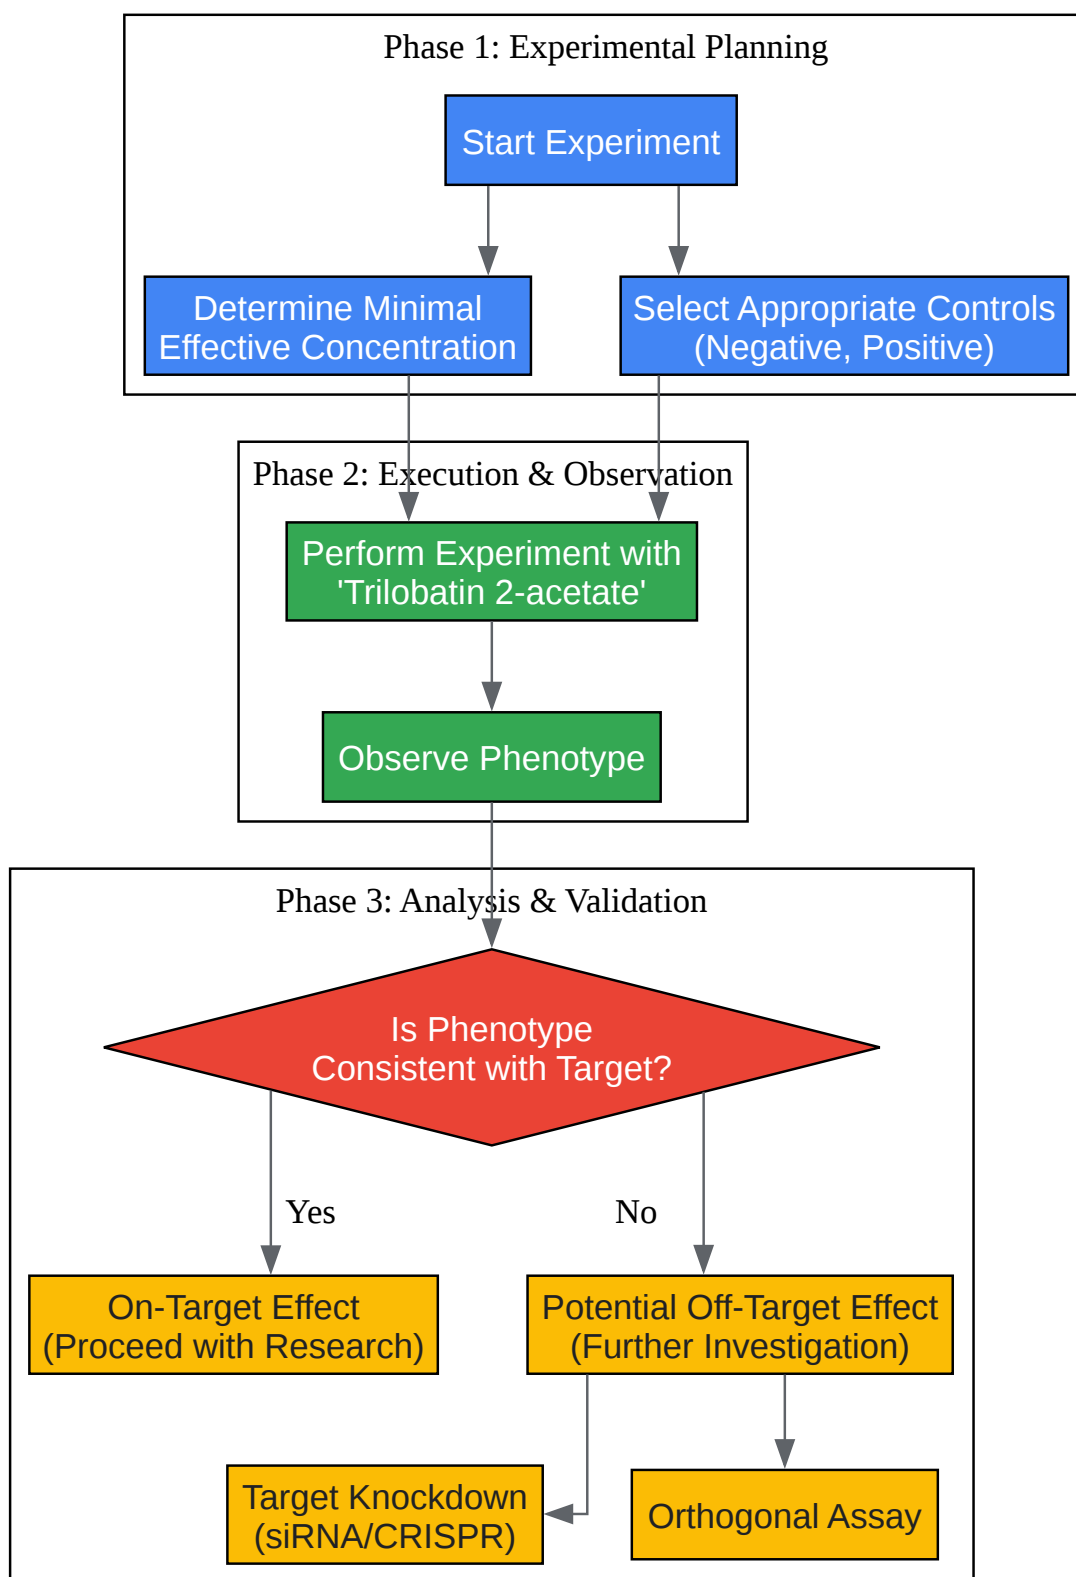 Phase 1: Experimental Planning
Start Experiment
Determine Minimal
Effective Concentration
Select Appropriate Controls
(Negative, Positive)
Phase 2: Execution & Observation
Perform Experiment with
'Trilobatin 2-acetate'
Observe Phenotype
Phase 3: Analysis & Validation
Is Phenotype
Consistent with Target?
Yes
No
On-Target Effect
(Proceed with Research)
Potential Off-Target Effect
(Further Investigation)
Target Knockdown
(siRNA/CRISPR)
Orthogonal Assay